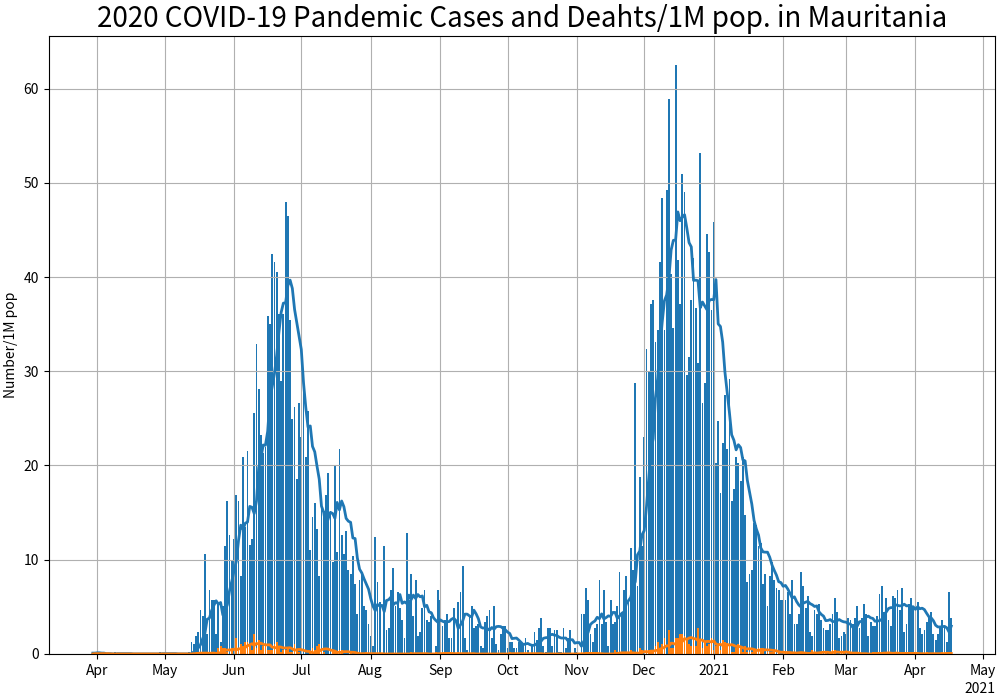 2020 COVID-19 Pandemic Cases and Deahts/1M pop. in Mauritania
Number/1M pop
60
50
40
30
20
10
0
Apr May Jun Jul Aug Sep Oct Nov Dec 2021 Feb Mar Apr May
2021